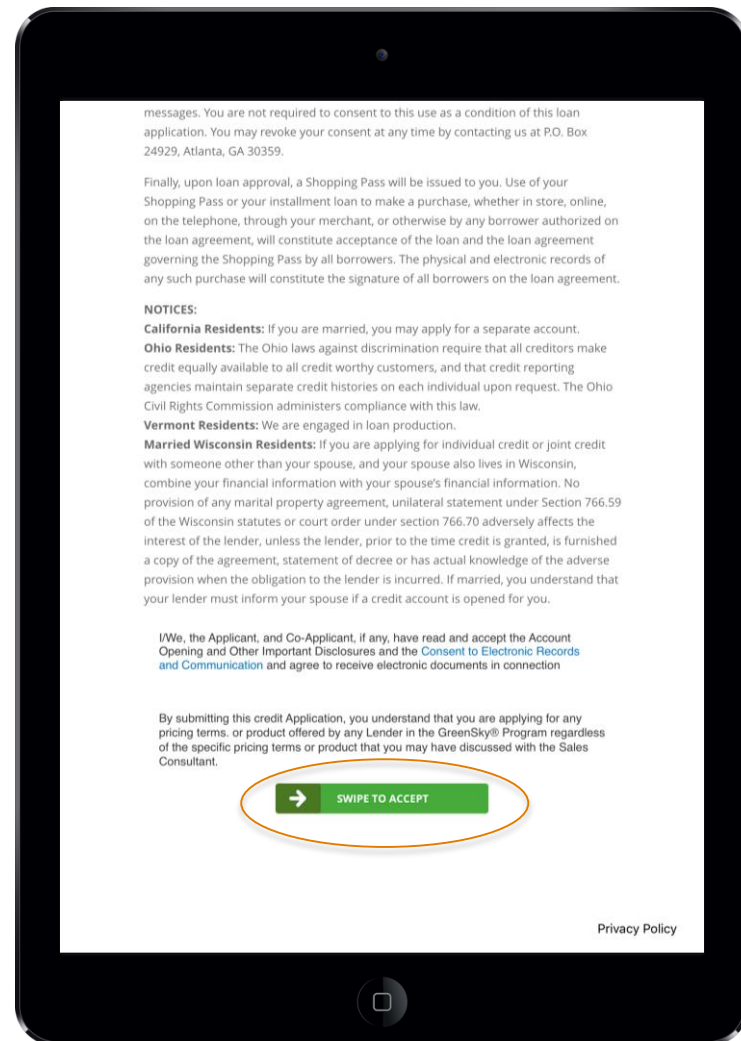 messages. You are not required to consent to this use as a condition of this loan
application. You may revoke your consent at any time by contacting us at P.O. Box
24929, Atlanta, GA 30359.
Finally, upon loan approval, a Shopping Pass will be issued to you. Use of your
Shopping Pass or your installment loan to make a purchase, whether in store, online,
on the telephone, through your merchant, or otherwise by any borrower authorized on
the loan agreement, will constitute acceptance of the loan and the loan agreement
governing the Shopping Pass by all borrowers. The physical and electronic records of
any such purchase will constitute the signature of all borrowers on the loan agreement.
NOTICES:
California Residents: If you are married, you may apply for a separate account.
Ohio Residents: The Ohio laws against discrimination require that all creditors make
credit equally available to all credit worthy customers, and that credit reporting
agencies maintain separate credit histories on each individual upon request. The Ohio
Civil Rights Commission administers compliance with this law.
Vermont Residents: We are engaged in loan production.
Married Wisconsin Residents: If you are applying for individual credit or joint credit
with someone other than your spouse, and your spouse also lives in Wisconsin,
combine your financial information with your spouse's financial information. No
provision of any marital property agreement, unilateral statement under Section 766.59
of the Wisconsin statutes or court order under section 766.70 adversely affects the
interest of the lender, unless the lender, prior to the time credit is granted, is furnished
a copy of the agreement, statement of decree or has actual knowledge of the adverse
provision when the obligation to the lender is incurred. If married, you understand that
your lender must inform your spouse if a credit account is opened for you.
I/We, the Applicant, and Co-Applicant, if any, have read and accept the Account
Opening and Other Important Disclosures and the Consent to Electronic Records
and Communication and agree to receive electronic documents in connection
By submitting this credit Application, you understand that you are applying for any
pricing terms. or product offered by any Lender in the GreenSky® Program regardless
of the specific pricing terms or product that you may have discussed with the Sales
Consultant.
SWIPE TO ACCEPT
Privacy Policy